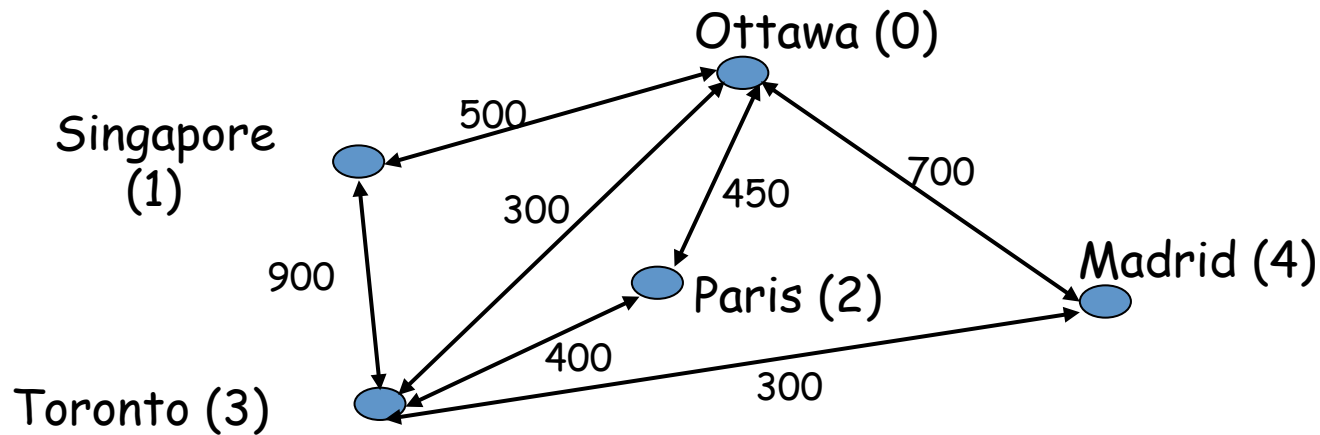 Ottawa (0)
500
Singapore
(1)
700
450
300
Madrid (4)
900
Paris (2)
400
300
Toronto (3)